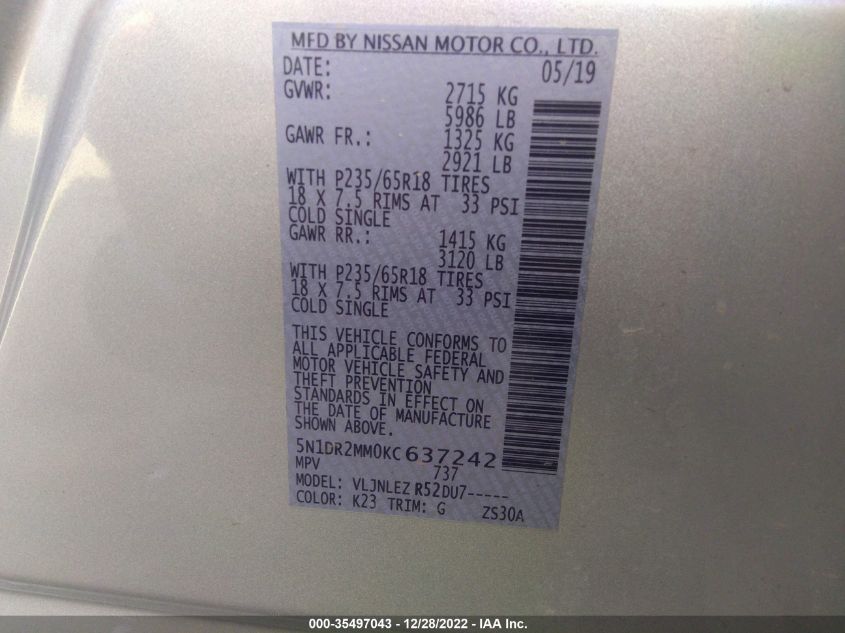 MFD BY NISSAN MOTOR CO., LTD.
DATE: 05/19
GVWR: 2715 KG
5986 LB
GAWR FR.: 1325 KG
2921 LB
WITH P235/65R18 TIRES
18 X 7.5 RIMS AT 33 PSI
COLD SINGLE
GAWR RR.: 1415 KG
3120 LB
WITH P235/65R18 TIRES
18 X 7.5 RIMS AT 33 PSI
COLD SINGLE
THIS VEHICLE CONFORMS TO
ALL APPLICABLE FEDERAL
MOTOR VEHICLE SAFETY AND
THEFT PREVENTION
STANDARDS IN EFFECT ON
THE DATE OF MANUFACTURE
SHOWN ABOVE.
5N1DR2MM0KC637242
MPV 737
MODEL: VLJNLEZ R52DU7-----
COLOR: K23 TRIM: G ZS30A
000-35497043 - 12/28/2022 - IAA Inc.